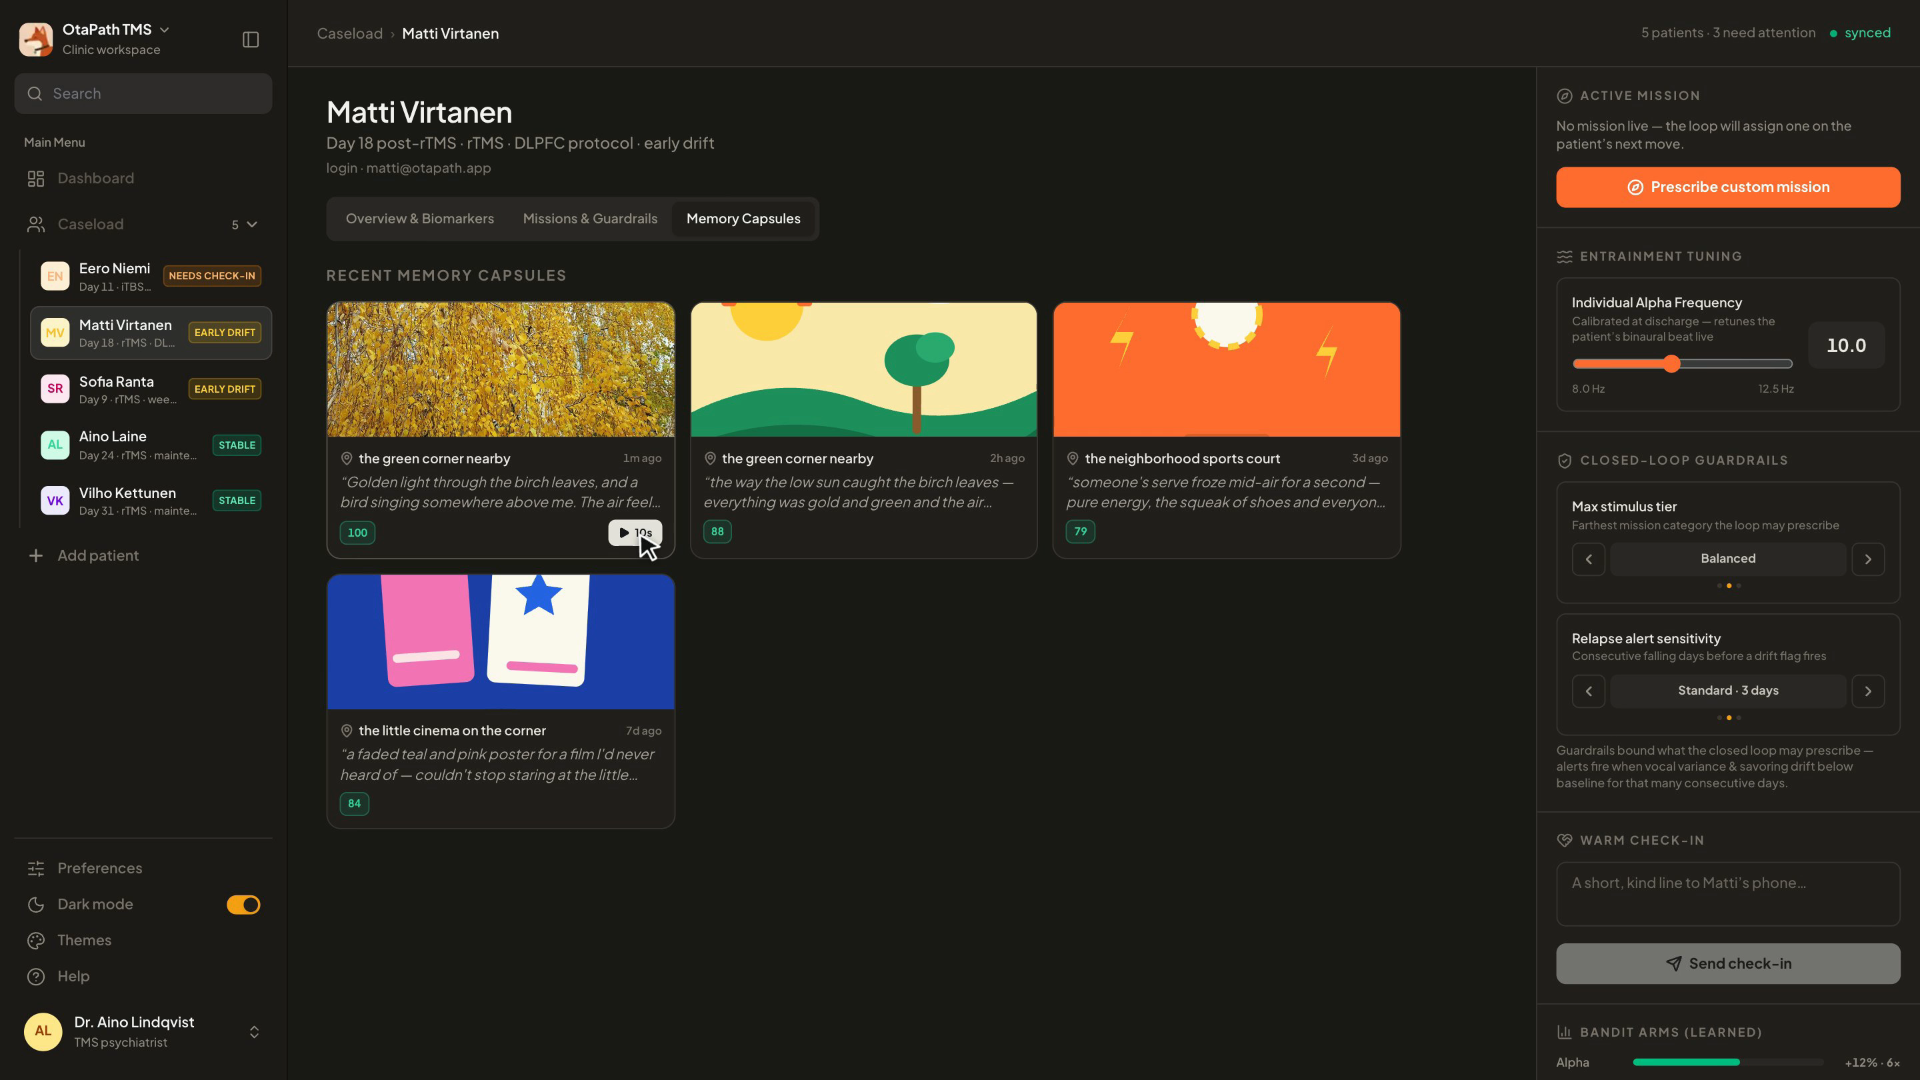 OtaPath TMS
Clinic workspace
Search
Main Menu
Dashboard
Caseload 5
EN Eero Niemi NEEDS CHECK-IN
Day 11 · iTBS...
MV Matti Virtanen EARLY DRIFT
Day 18 · rTMS · DL...
SR Sofia Ranta EARLY DRIFT
Day 9 · rTMS · wee...
AL Aino Laine STABLE
Day 24 · rTMS · mainte...
VK Vilho Kettunen STABLE
Day 31 · rTMS · mainte...
Add patient
Preferences
Dark mode
Themes
Help
AL Dr. Aino Lindqvist
TMS psychiatrist
Caseload › Matti Virtanen
5 patients · 3 need attention synced
Matti Virtanen
Day 18 post-rTMS · rTMS · DLPFC protocol · early drift
login · matti@otapath.app
Overview & Biomarkers Missions & Guardrails Memory Capsules
RECENT MEMORY CAPSULES
the green corner nearby 1m ago
“Golden light through the birch leaves, and a
bird singing somewhere above me. The air feel...
100
the green corner nearby 2h ago
“the way the low sun caught the birch leaves —
everything was gold and green and the air...
88
the neighborhood sports court 3d ago
“someone's serve froze mid-air for a second —
pure energy, the squeak of shoes and everyon...
79
the little cinema on the corner 7d ago
“a faded teal and pink poster for a film I'd never
heard of — couldn't stop staring at the little...
84
ACTIVE MISSION
No mission live — the loop will assign one on the
patient's next move.
Prescribe custom mission
ENTRAINMENT TUNING
Individual Alpha Frequency
Calibrated at discharge — retunes the
patient's binaural beat live
10.0
8.0 Hz 12.5 Hz
CLOSED-LOOP GUARDRAILS
Max stimulus tier
Farthest mission category the loop may prescribe
Balanced
Relapse alert sensitivity
Consecutive falling days before a drift flag fires
Standard · 3 days
Guardrails bound what the closed loop may prescribe —
alerts fire when vocal variance & savoring drift below
baseline for that many consecutive days.
WARM CHECK-IN
A short, kind line to Matti's phone...
Send check-in
BANDIT ARMS (LEARNED)
Alpha +12% · 6×